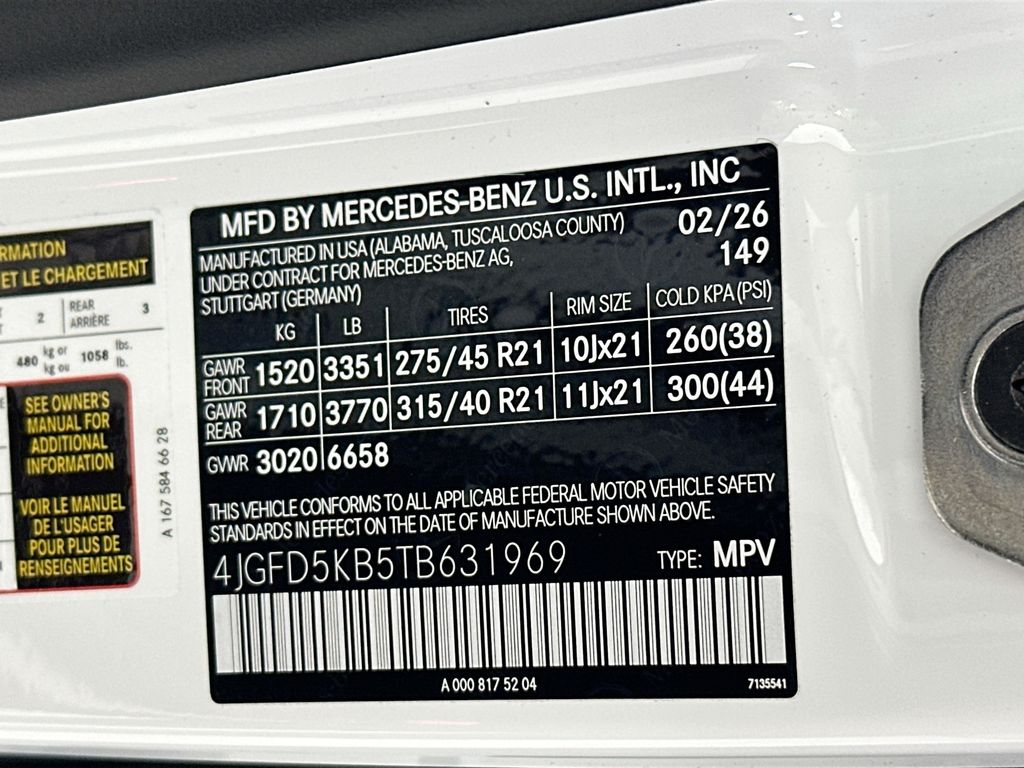 RMATION
ET LE CHARGEMENT
2 REAR ARRIÈRE 3
480 kg or kg ou 1058 lbs. lb.
SEE OWNER'S
MANUAL FOR
ADDITIONAL
INFORMATION
VOIR LE MANUEL
DE L'USAGER
POUR PLUS DE
RENSEIGNEMENTS
A 167 584 66 28
MFD BY MERCEDES-BENZ U.S. INTL., INC
MANUFACTURED IN USA (ALABAMA, TUSCALOOSA COUNTY) 02/26
UNDER CONTRACT FOR MERCEDES-BENZ AG, 149
STUTTGART (GERMANY)
KG LB TIRES RIM SIZE COLD KPA (PSI)
GAWR FRONT 1520 3351 275/45 R21 10Jx21 260(38)
GAWR REAR 1710 3770 315/40 R21 11Jx21 300(44)
GVWR 3020 6658
THIS VEHICLE CONFORMS TO ALL APPLICABLE FEDERAL MOTOR VEHICLE SAFETY
STANDARDS IN EFFECT ON THE DATE OF MANUFACTURE SHOWN ABOVE.
4JGFD5KB5TB631969 TYPE: MPV
A 000 817 52 04 7135541